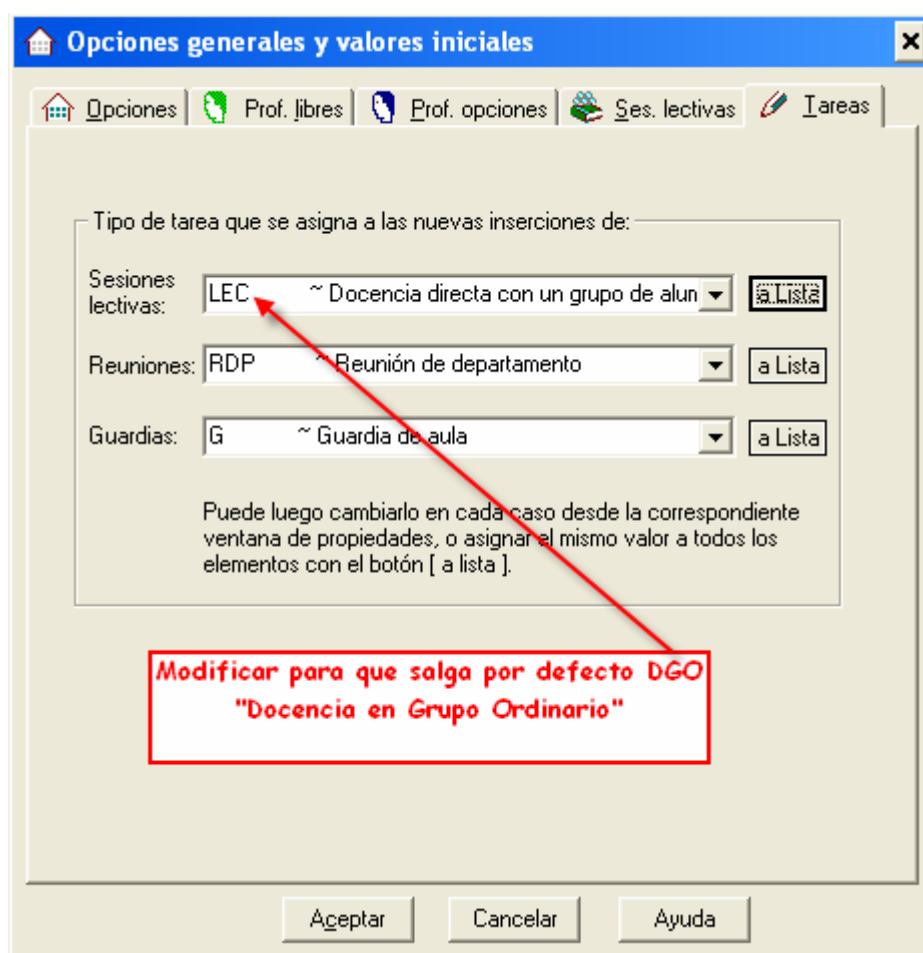 Opciones generales y valores iniciales
Opciones Prof. libres Prof. opciones Ses. lectivas Tareas
Tipo de tarea que se asigna a las nuevas inserciones de:
Sesiones
lectivas: LEC ~ Docencia directa con un grupo de alun a Lista
Reuniones: RDP ~ Reunión de departamento a Lista
Guardias: G ~ Guardia de aula a Lista
Puede luego cambiarlo en cada caso desde la correspondiente
ventana de propiedades, o asignar el mismo valor a todos los
elementos con el botón [ a lista ].
Modificar para que salga por defecto DGO
"Docencia en Grupo Ordinario"
Aceptar Cancelar Ayuda